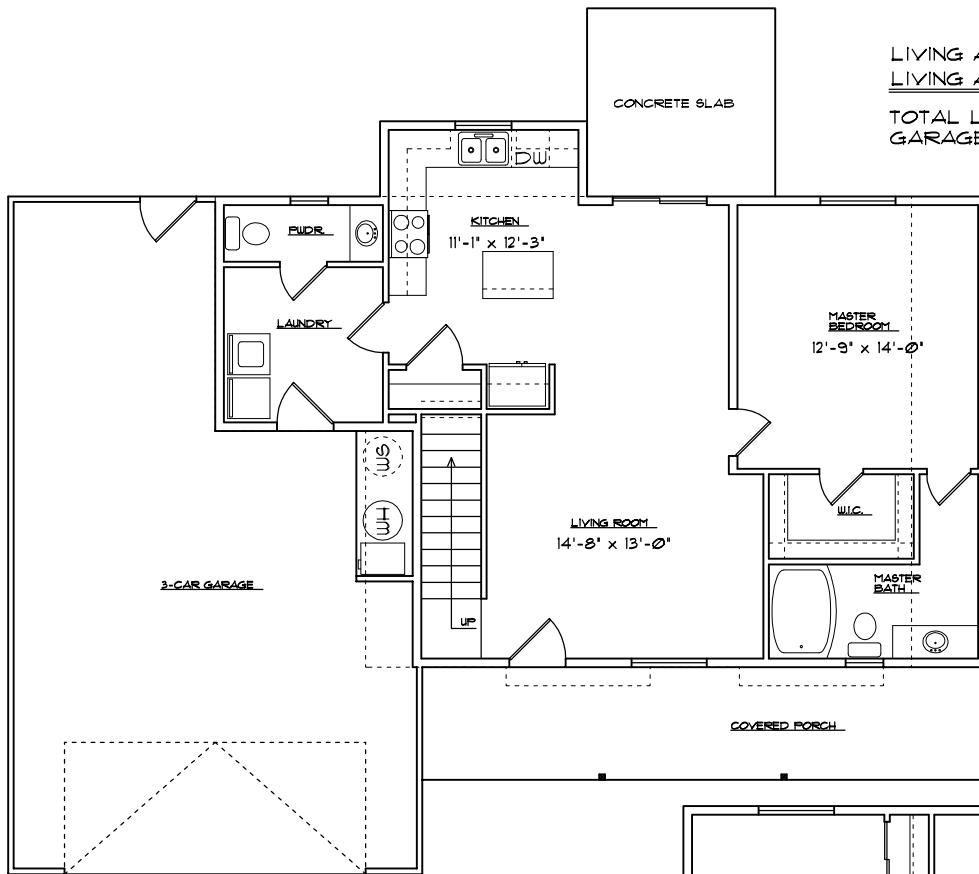 LIVING A
LIVING A
TOTAL L
GARAGE
CONCRETE SLAB
DW
PWDR.
KITCHEN
11'-1" x 12'-3"
LAUNDRY
MASTER
BEDROOM
12'-9" x 14'-0"
WS
WH
W.I.C.
LIVING ROOM
14'-8" x 13'-0"
3-CAR GARAGE
MASTER
BATH
UP
COVERED PORCH